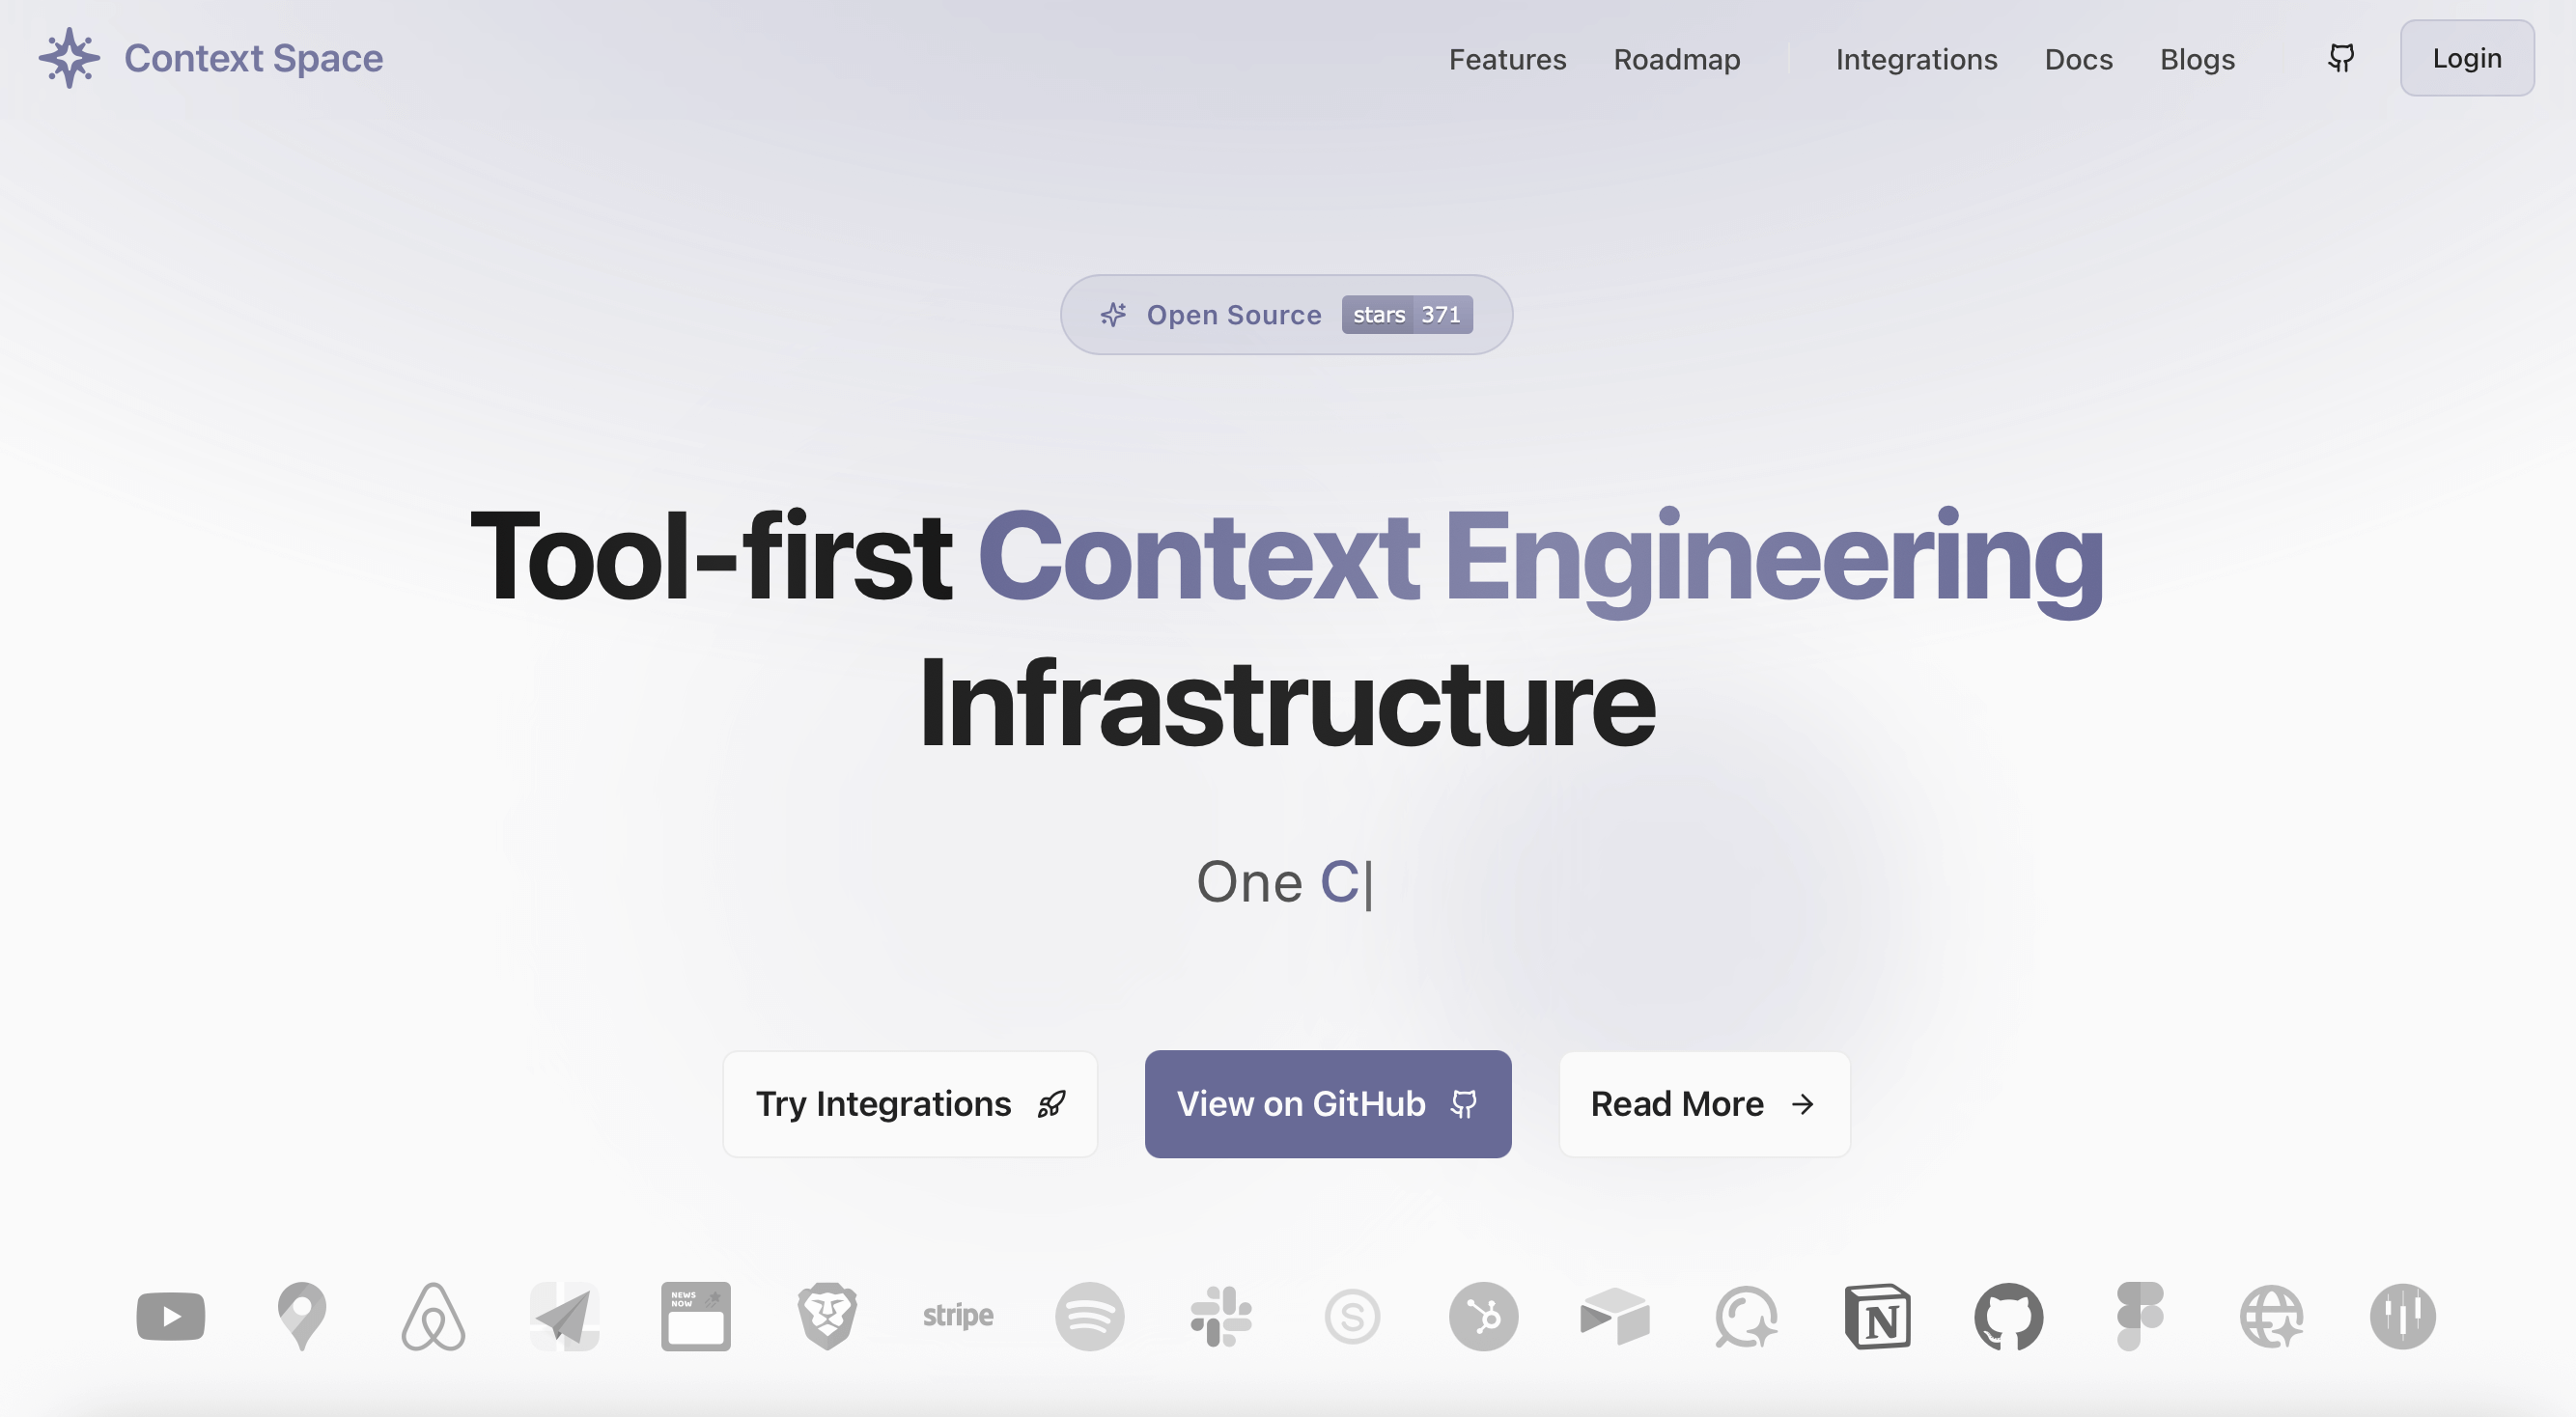 Context Space
Features
Roadmap
Integrations
Docs
Blogs
Login
Open Source
stars 371
Tool-first Context Engineering
Infrastructure
One C|
Try Integrations
View on GitHub
Read More
NEWS
NOW
stripe
S
N